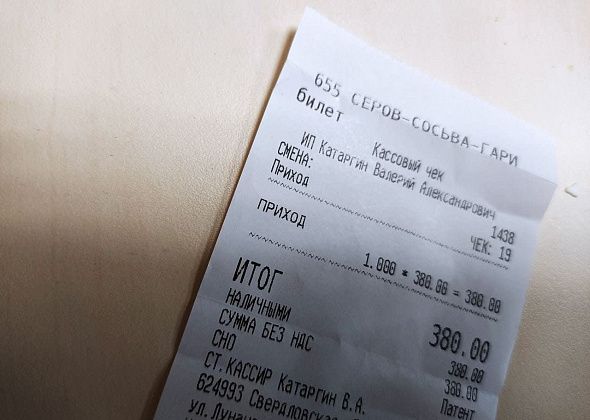 655 СЕРОВ-СОСЬВА-ГАРИ
билет
Кассовый чек
ИП Катаргин Валерий Александрович
СМЕНА: 1438
Приход ЧЕК: 19
ПРИХОД
1.000 * 380.00 = 380.00
ИТОГ 380.00
НАЛИЧНЫМИ 380.00
СУММА БЕЗ НДС 380.00
СНО Патент
СТ.КАССИР Катаргин В.А.
624993 Свердловская
ул.